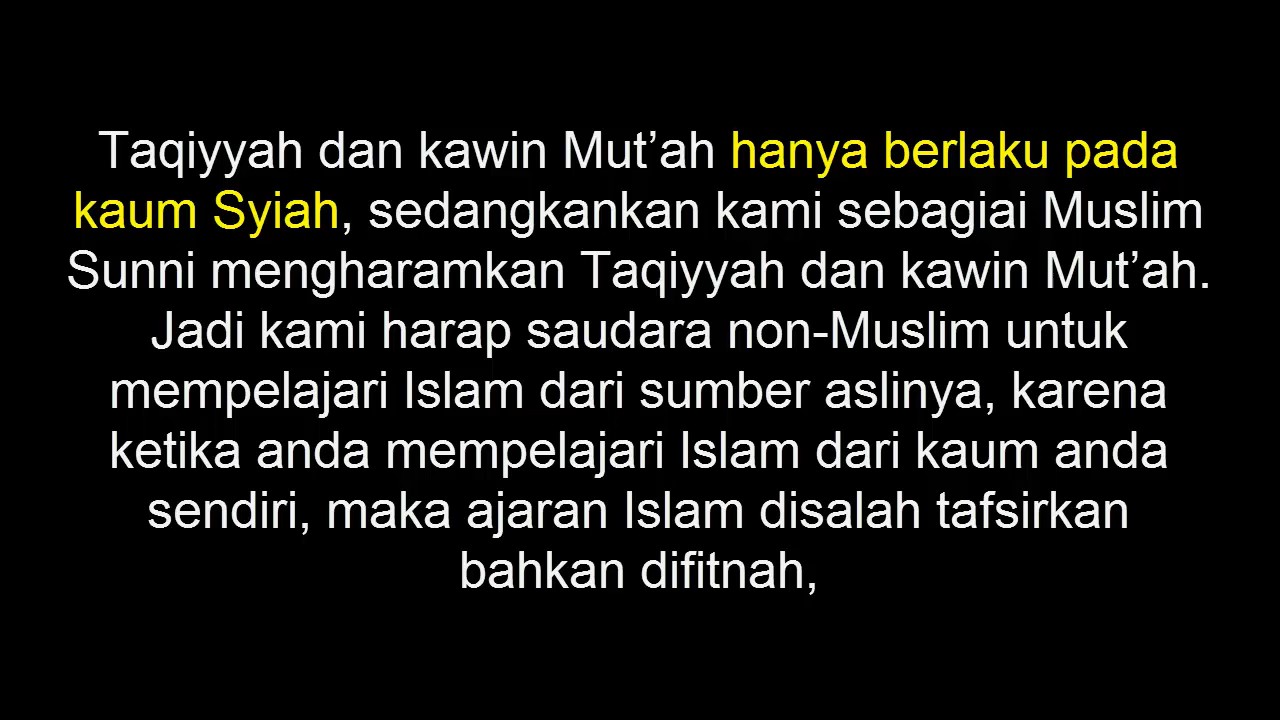 Taqiyyah dan kawin Mut’ah hanya berlaku pada
kaum Syiah, sedangkankan kami sebagiai Muslim
Sunni mengharamkan Taqiyyah dan kawin Mut’ah.
Jadi kami harap saudara non-Muslim untuk
mempelajari Islam dari sumber aslinya, karena
ketika anda mempelajari Islam dari kaum anda
sendiri, maka ajaran Islam disalah tafsirkan
bahkan difitnah,